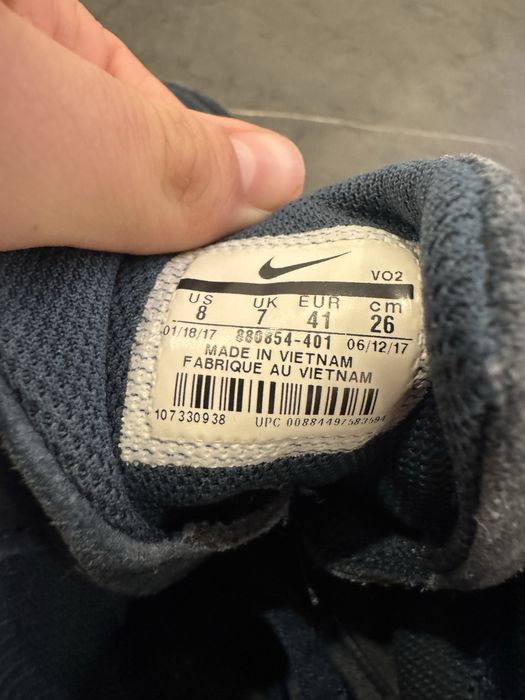 VO2
US UK EUR cm
8 7 41 26
01/18/17 880854-401 06/12/17
MADE IN VIETNAM
FABRIQUE AU VIETNAM
107330938 UPC 00884497583594